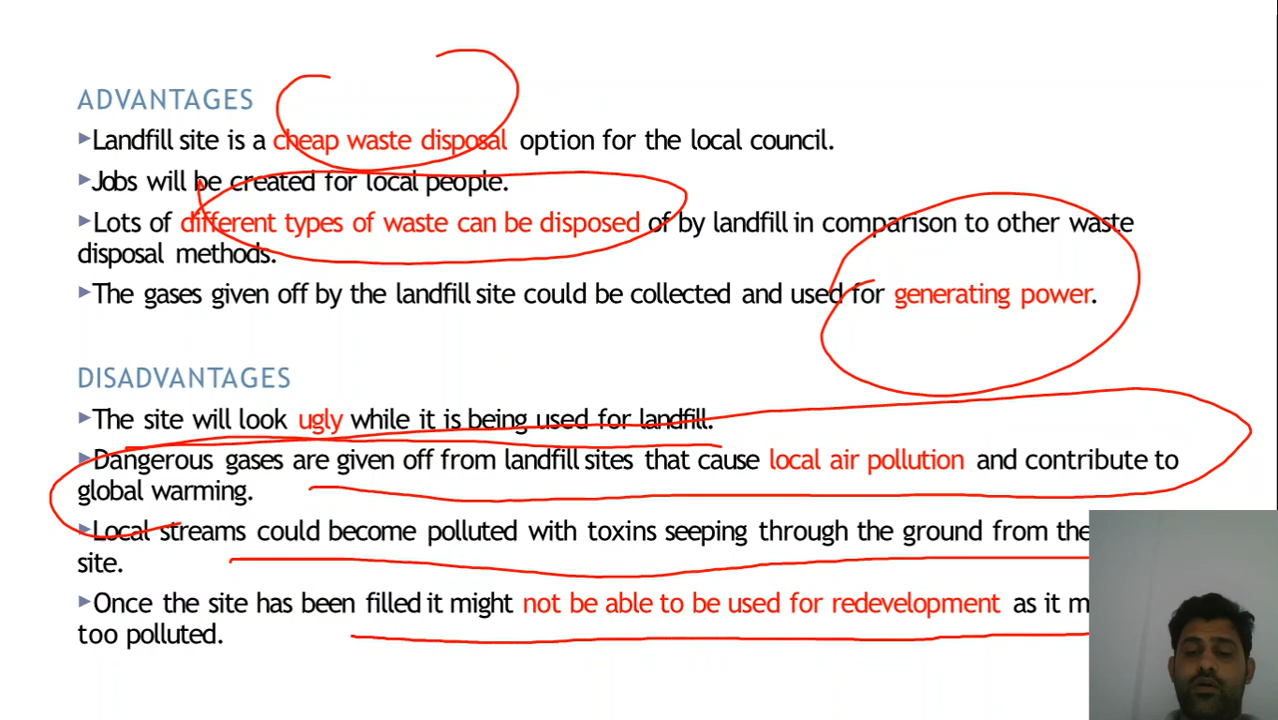 ADVANTAGES
▸Landfill site is a cheap waste disposal option for the local council.
▸Jobs will be created for local people.
▸Lots of different types of waste can be disposed of by landfill in comparison to other waste
disposal methods.
▸The gases given off by the landfill site could be collected and used for generating power.
DISADVANTAGES
▸The site will look ugly while it is being used for landfill.
▸Dangerous gases are given off from landfill sites that cause local air pollution and contribute to
global warming.
▸Local streams could become polluted with toxins seeping through the ground from the
site.
▸Once the site has been filled it might not be able to be used for redevelopment as it
too polluted.